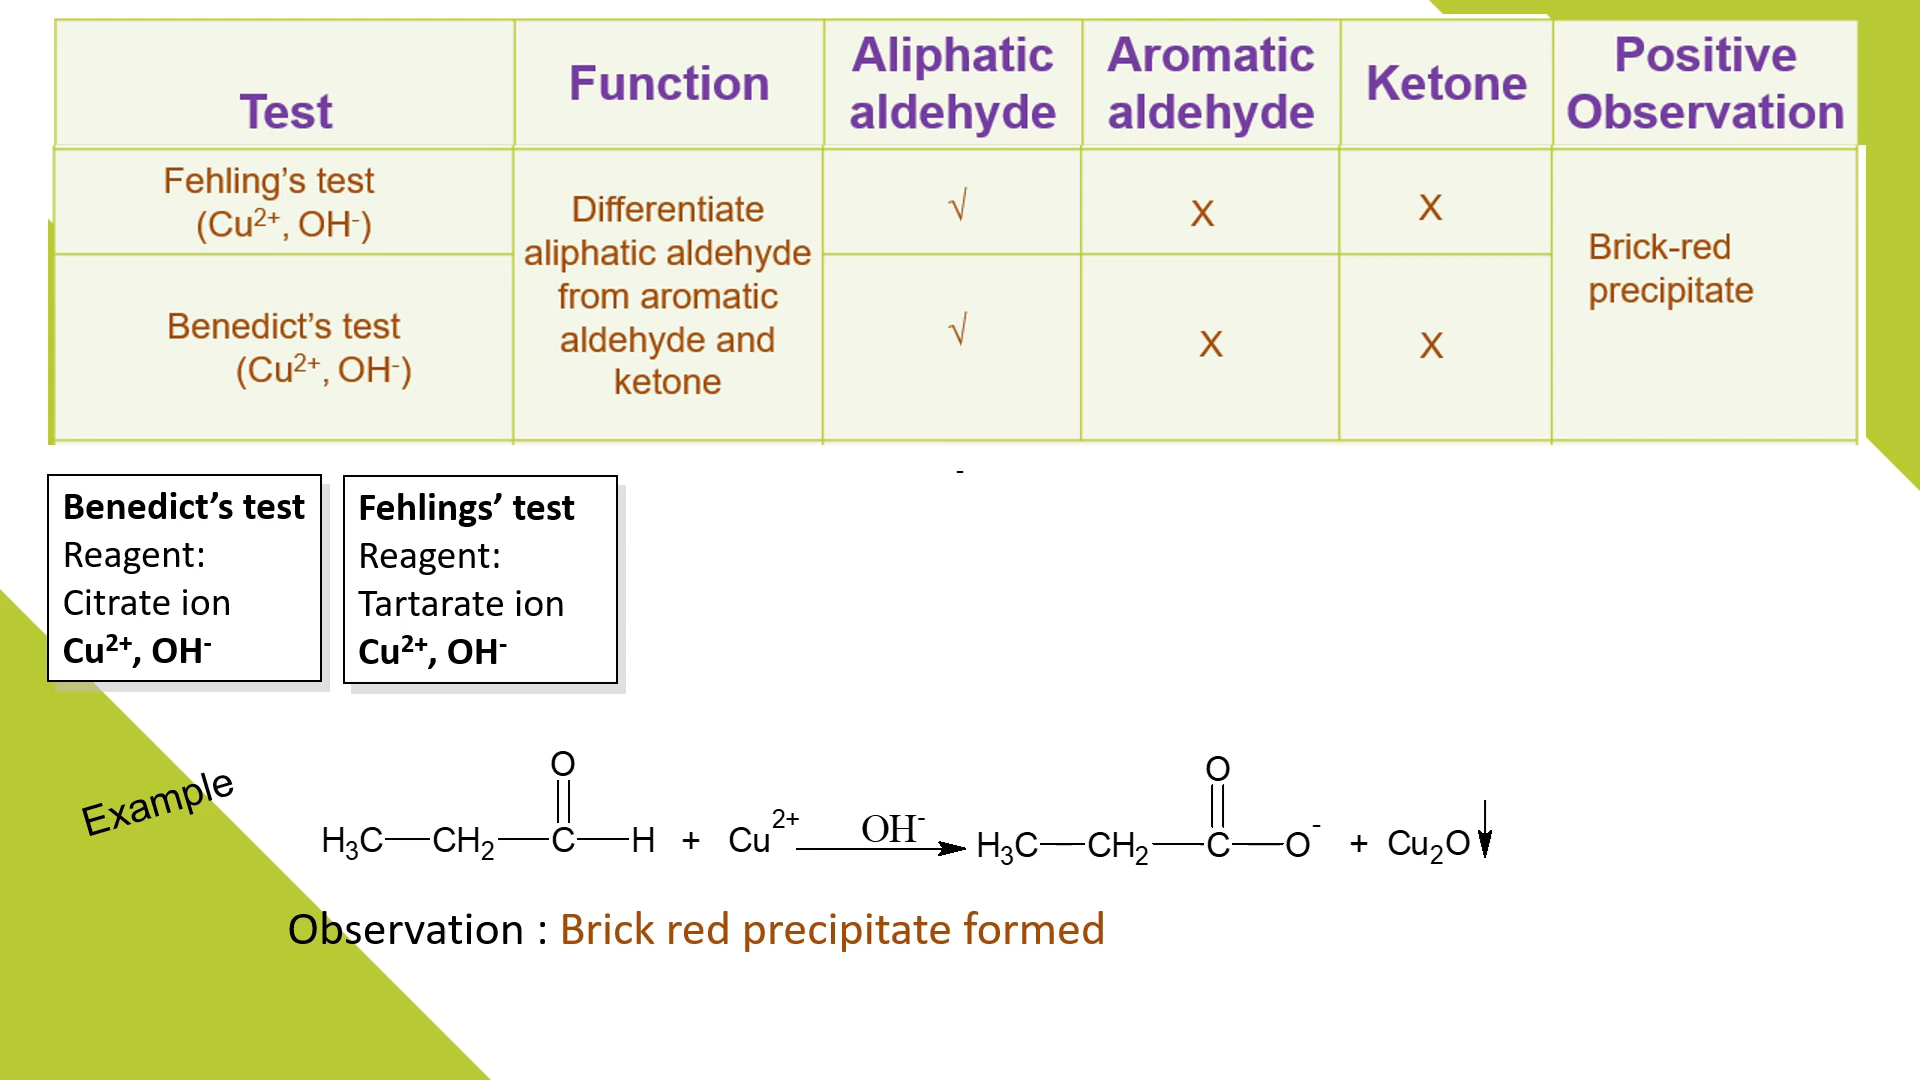 Test
Function
Aliphatic
aldehyde
Aromatic
aldehyde
Ketone
Positive
Observation
Fehling’s test
(Cu²⁺, OH⁻)
Differentiate
aliphatic aldehyde
from aromatic
aldehyde and
ketone
√
X
X
Brick-red
precipitate
Benedict’s test
(Cu²⁺, OH⁻)
√
X
X
-
Benedict’s test
Reagent:
Citrate ion
Cu²⁺, OH⁻
Fehlings’ test
Reagent:
Tartarate ion
Cu²⁺, OH⁻
Example
O
H₃C CH₂ C H + Cu²⁺ OH⁻
O
H₃C CH₂ C O⁻ + Cu₂O
Observation : Brick red precipitate formed